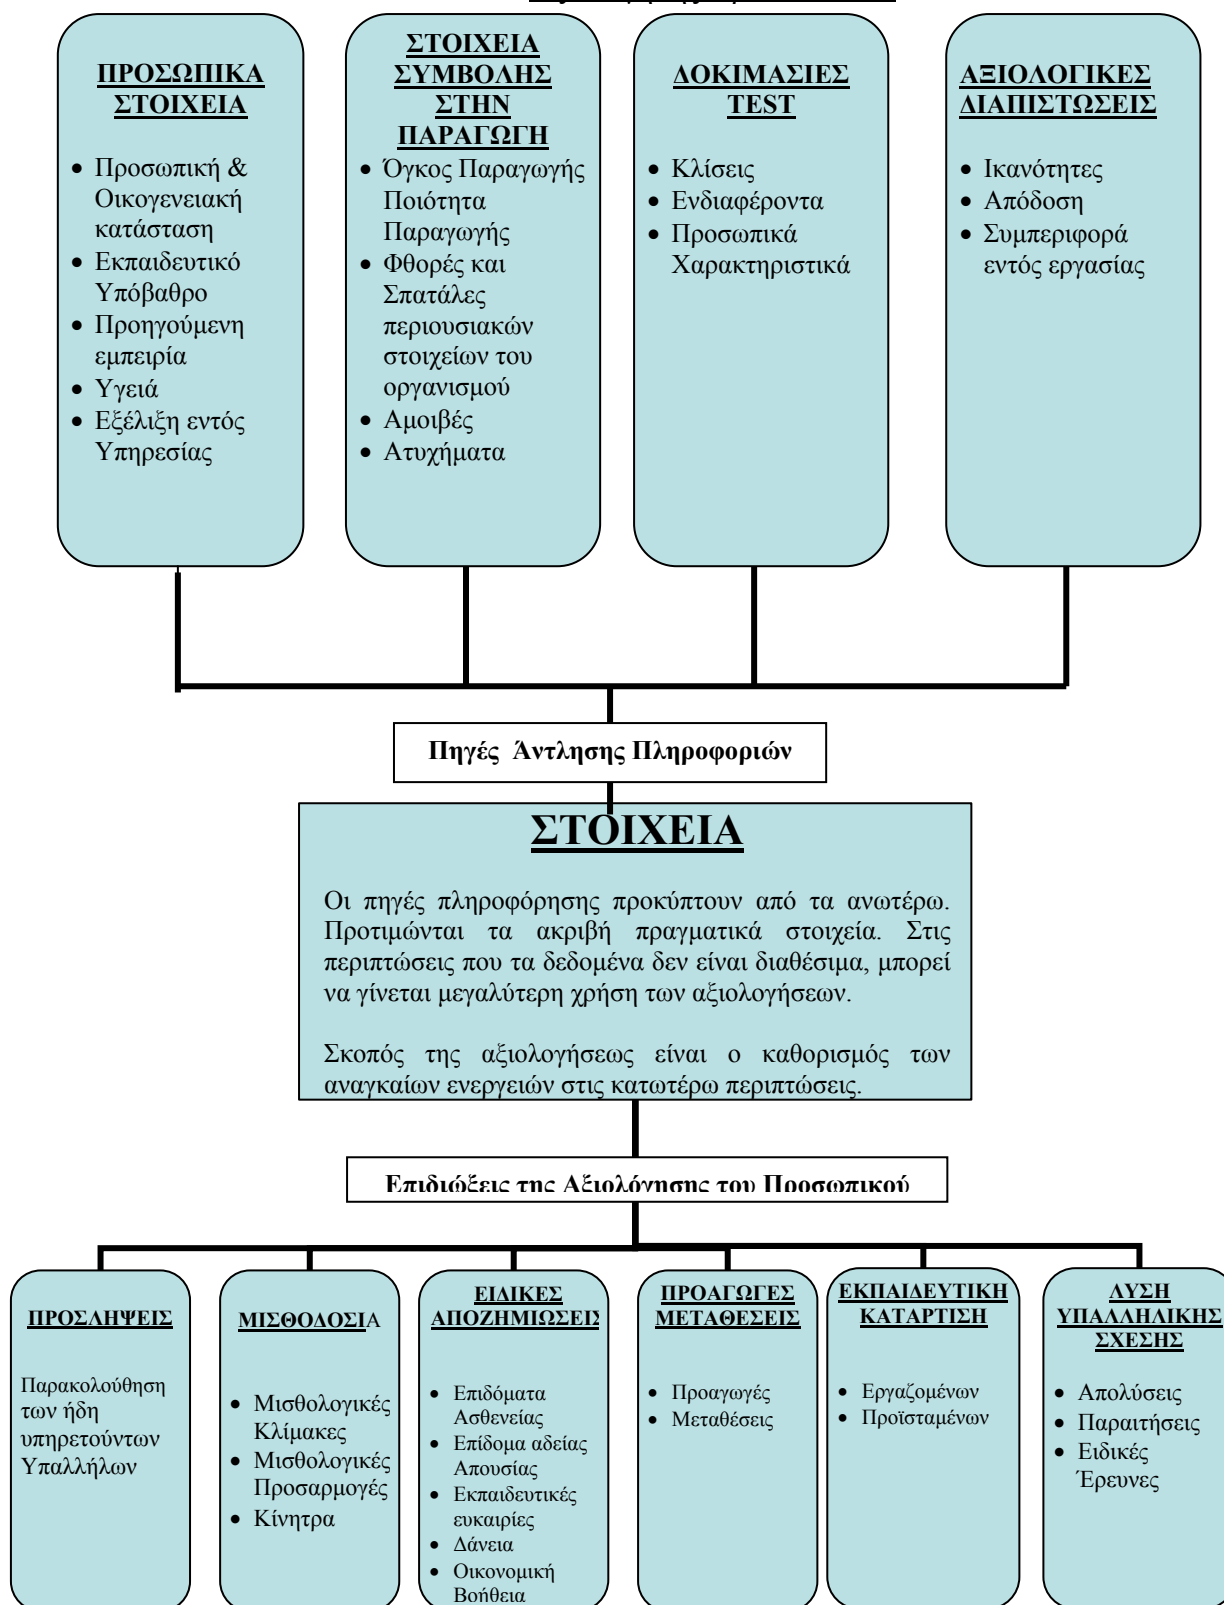 ΠΡΟΣΩΠΙΚΑ
ΣΤΟΙΧΕΙΑ
• Προσωπική &
Οικογενειακή
κατάσταση
• Εκπαιδευτικό
Υπόβαθρο
• Προηγούμενη
εμπειρία
• Υγειά
• Εξέλιξη εντός
Υπηρεσίας
ΣΤΟΙΧΕΙΑ
ΣΥΜΒΟΛΗΣ
ΣΤΗΝ
ΠΑΡΑΓΩΓΗ
• Όγκος Παραγωγής
Ποιότητα
Παραγωγής
• Φθορές και
Σπατάλες
περιουσιακών
στοιχείων του
οργανισμού
• Αμοιβές
• Ατυχήματα
ΔΟΚΙΜΑΣΙΕΣ
TEST
• Κλίσεις
• Ενδιαφέροντα
• Προσωπικά
Χαρακτηριστικά
ΑΞΙΟΛΟΓΙΚΕΣ
ΔΙΑΠΙΣΤΩΣΕΙΣ
• Ικανότητες
• Απόδοση
• Συμπεριφορά
εντός εργασίας
Πηγές Άντλησης Πληροφοριών
ΣΤΟΙΧΕΙΑ
Οι πηγές πληροφόρησης προκύπτουν από τα ανωτέρω.
Προτιμώνται τα ακριβή πραγματικά στοιχεία. Στις
περιπτώσεις που τα δεδομένα δεν είναι διαθέσιμα, μπορεί
να γίνεται μεγαλύτερη χρήση των αξιολογήσεων.
Σκοπός της αξιολογήσεως είναι ο καθορισμός των
αναγκαίων ενεργειών στις κατωτέρω περιπτώσεις.
Επιδιώξεις της Αξιολόγησης του Προσωπικού
ΠΡΟΣΛΗΨΕΙΣ
Παρακολούθηση
των ήδη
υπηρετούντων
Υπαλλήλων
ΜΙΣΘΟΔΟΣΙΑ
• Μισθολογικές
Κλίμακες
• Μισθολογικές
Προσαρμογές
• Κίνητρα
ΕΙΔΙΚΕΣ
ΑΠΟΖΗΜΙΩΣΕΙΣ
• Επιδόματα
Ασθενείας
• Επίδομα αδείας
Απουσίας
• Εκπαιδευτικές
ευκαιρίες
• Δάνεια
• Οικονομική
Βοήθεια
ΠΡΟΑΓΩΓΕΣ
ΜΕΤΑΘΕΣΕΙΣ
• Προαγωγές
• Μεταθέσεις
ΕΚΠΑΙΔΕΥΤΙΚΗ
ΚΑΤΑΡΤΙΣΗ
• Εργαζομένων
• Προϊσταμένων
ΛΥΣΗ
ΥΠΑΛΛΗΛΙΚΗΣ
ΣΧΕΣΗΣ
• Απολύσεις
• Παραιτήσεις
• Ειδικές
Έρευνες